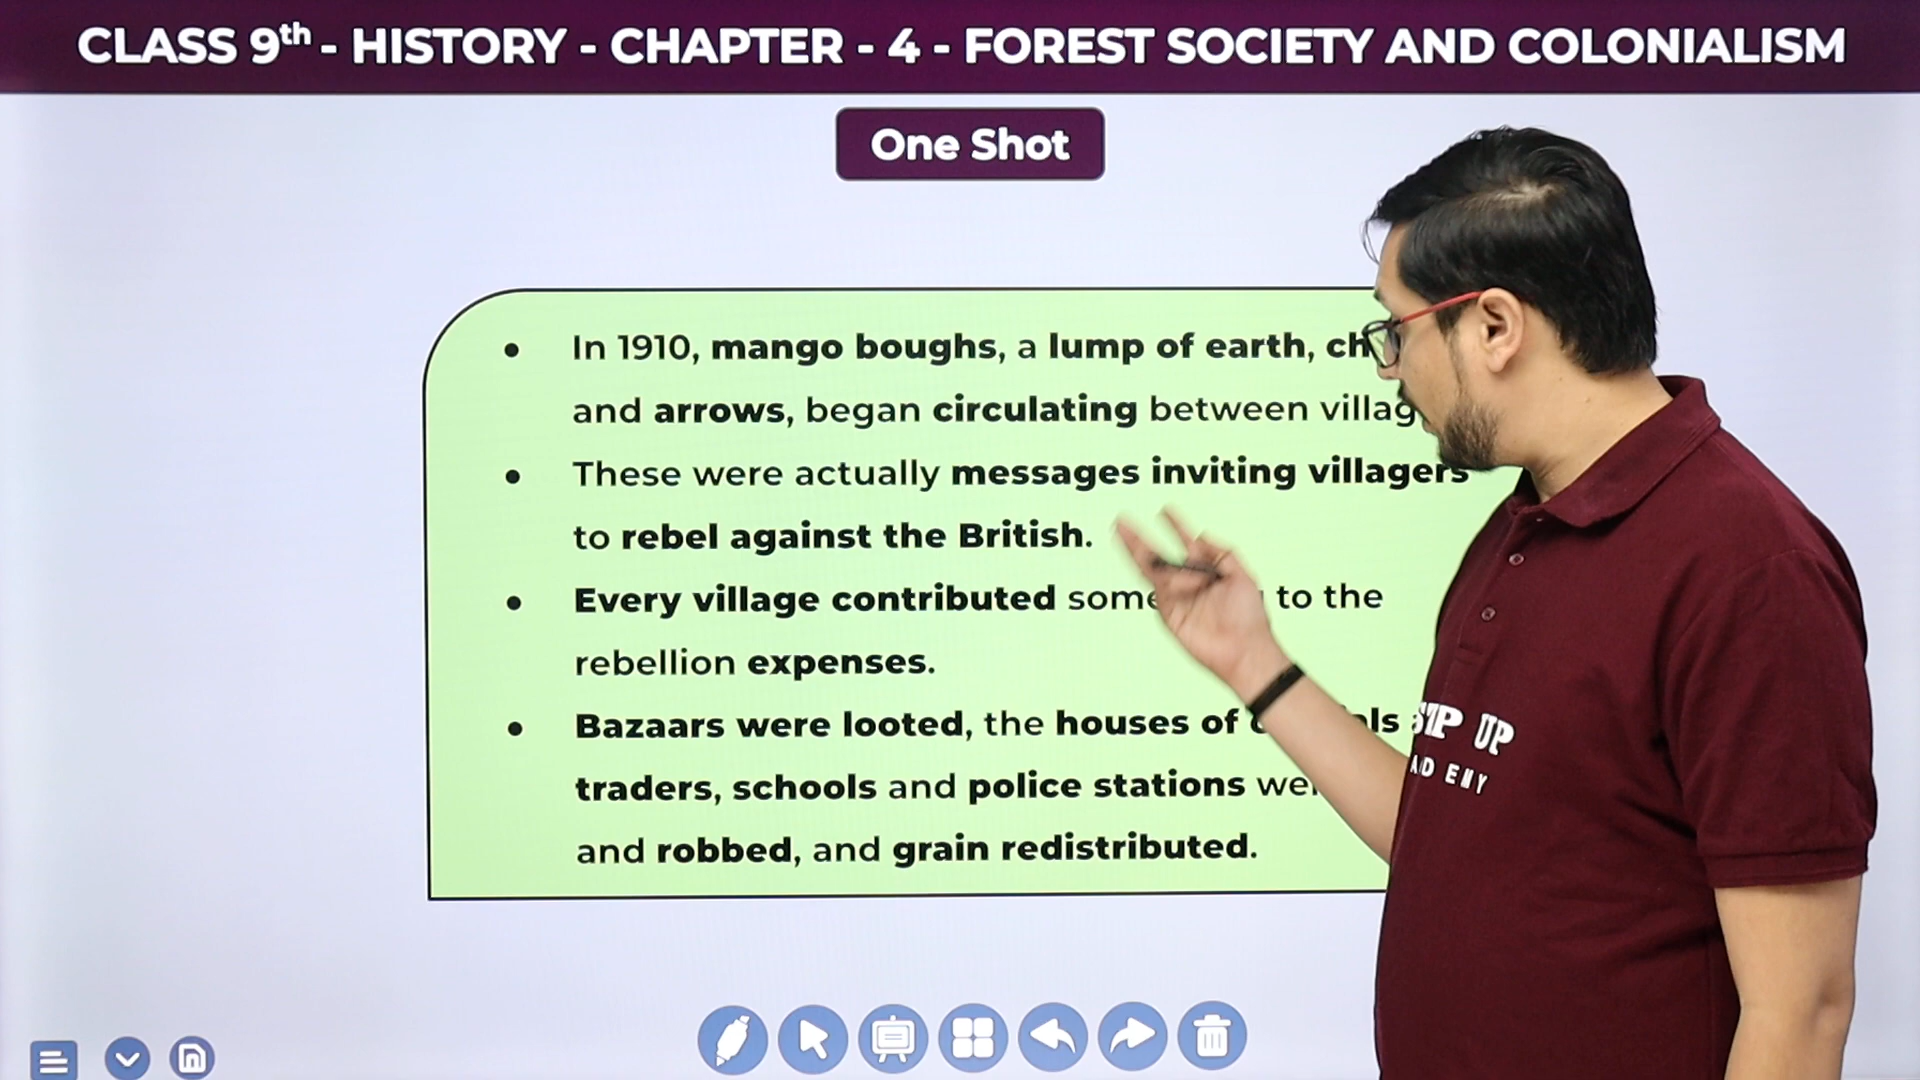 CLASS 9th - HISTORY - CHAPTER - 4 - FOREST SOCIETY AND COLONIALISM
One Shot
• In 1910, mango boughs, a lump of earth,
and arrows, began circulating between
• These were actually messages inviting villagers
to rebel against the British.
• Every village contributed to the
rebellion expenses.
• Bazaars were looted, the houses of
traders, schools and police stations
and robbed, and grain redistributed.
UP